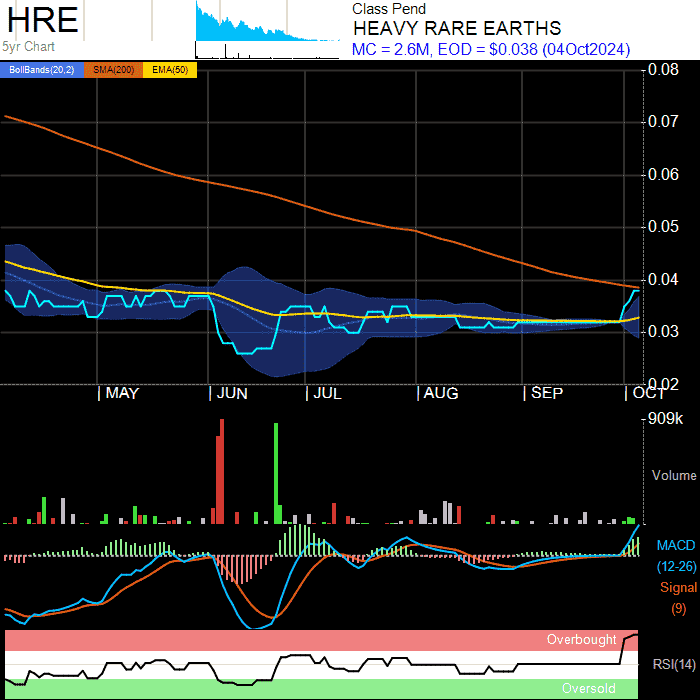 HRE
Class Pend
HEAVY RARE EARTHS
5yr Chart
MC = 2.6M, EOD = $0.038 (04Oct2024)
BollBands(20,2) SMA(200) EMA(50)
0.08
0.07
0.06
0.05
0.04
0.03
0.02
MAY JUN JUL AUG SEP OCT
909k
Volume
MACD
(12-26)
Signal
(9)
Overbought
RSI(14)
Oversold